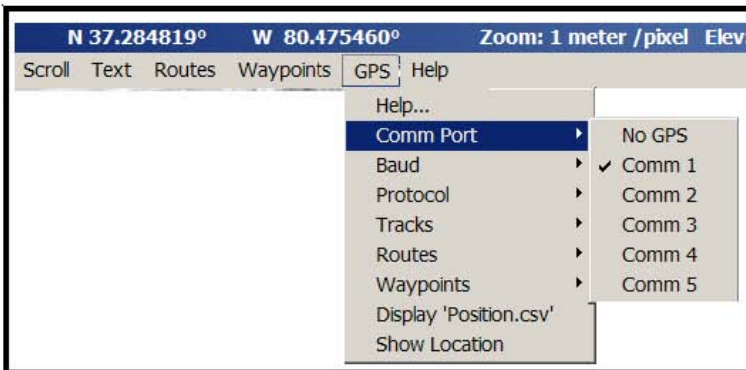 N 37.284819° W 80.475460° Zoom: 1 meter /pixel Elev
Scroll Text Routes Waypoints GPS Help
Help...
Comm Port
Baud
Protocol
Tracks
Routes
Waypoints
Display 'Position.csv'
Show Location
No GPS
Comm 1
Comm 2
Comm 3
Comm 4
Comm 5